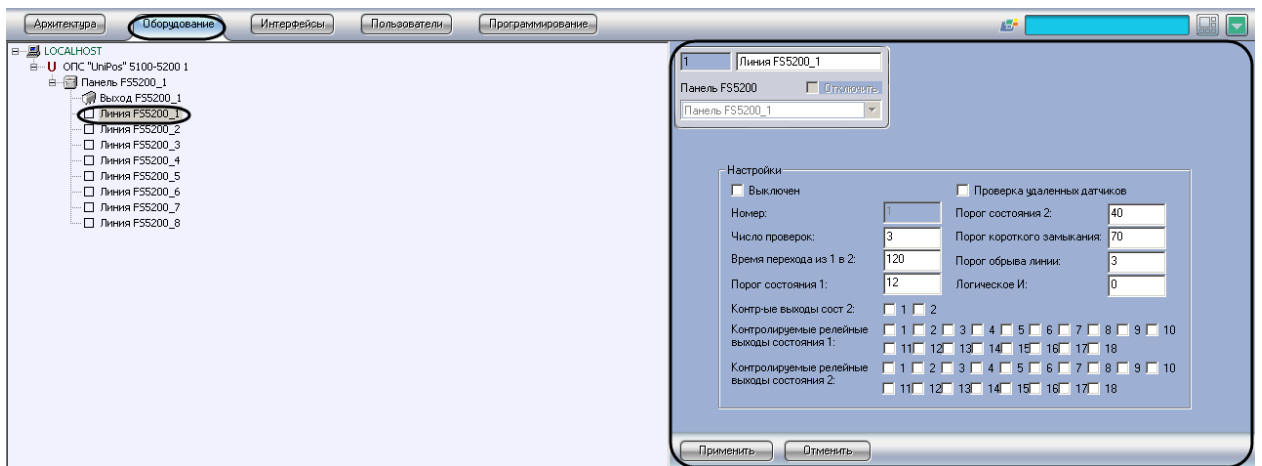 Архитектура Оборудование Интерфейсы Пользователи Программирование
LOCALHOST
ОПС "UniPos" 5100-5200 1
Панель FS5200_1
Выход FS5200_1
Линия FS5200_1
Линия FS5200_2
Линия FS5200_3
Линия FS5200_4
Линия FS5200_5
Линия FS5200_6
Линия FS5200_7
Линия FS5200_8
1 Линия FS5200_1
Панель FS5200 Отключить
Панель FS5200_1
Настройки
Выключен Проверка удаленных датчиков
Номер: 1 Порог состояния 2: 40
Число проверок: 3 Порог короткого замыкания: 70
Время перехода из 1 в 2: 120 Порог обрыва линии: 3
Порог состояния 1: 12 Логическое И: 0
Контр-ые выходы сост 2: 1 2
Контролируемые релейные 1 2 3 4 5 6 7 8 9 10
выходы состояния 1: 11 12 13 14 15 16 17 18
Контролируемые релейные 1 2 3 4 5 6 7 8 9 10
выходы состояния 2: 11 12 13 14 15 16 17 18
Применить Отменить